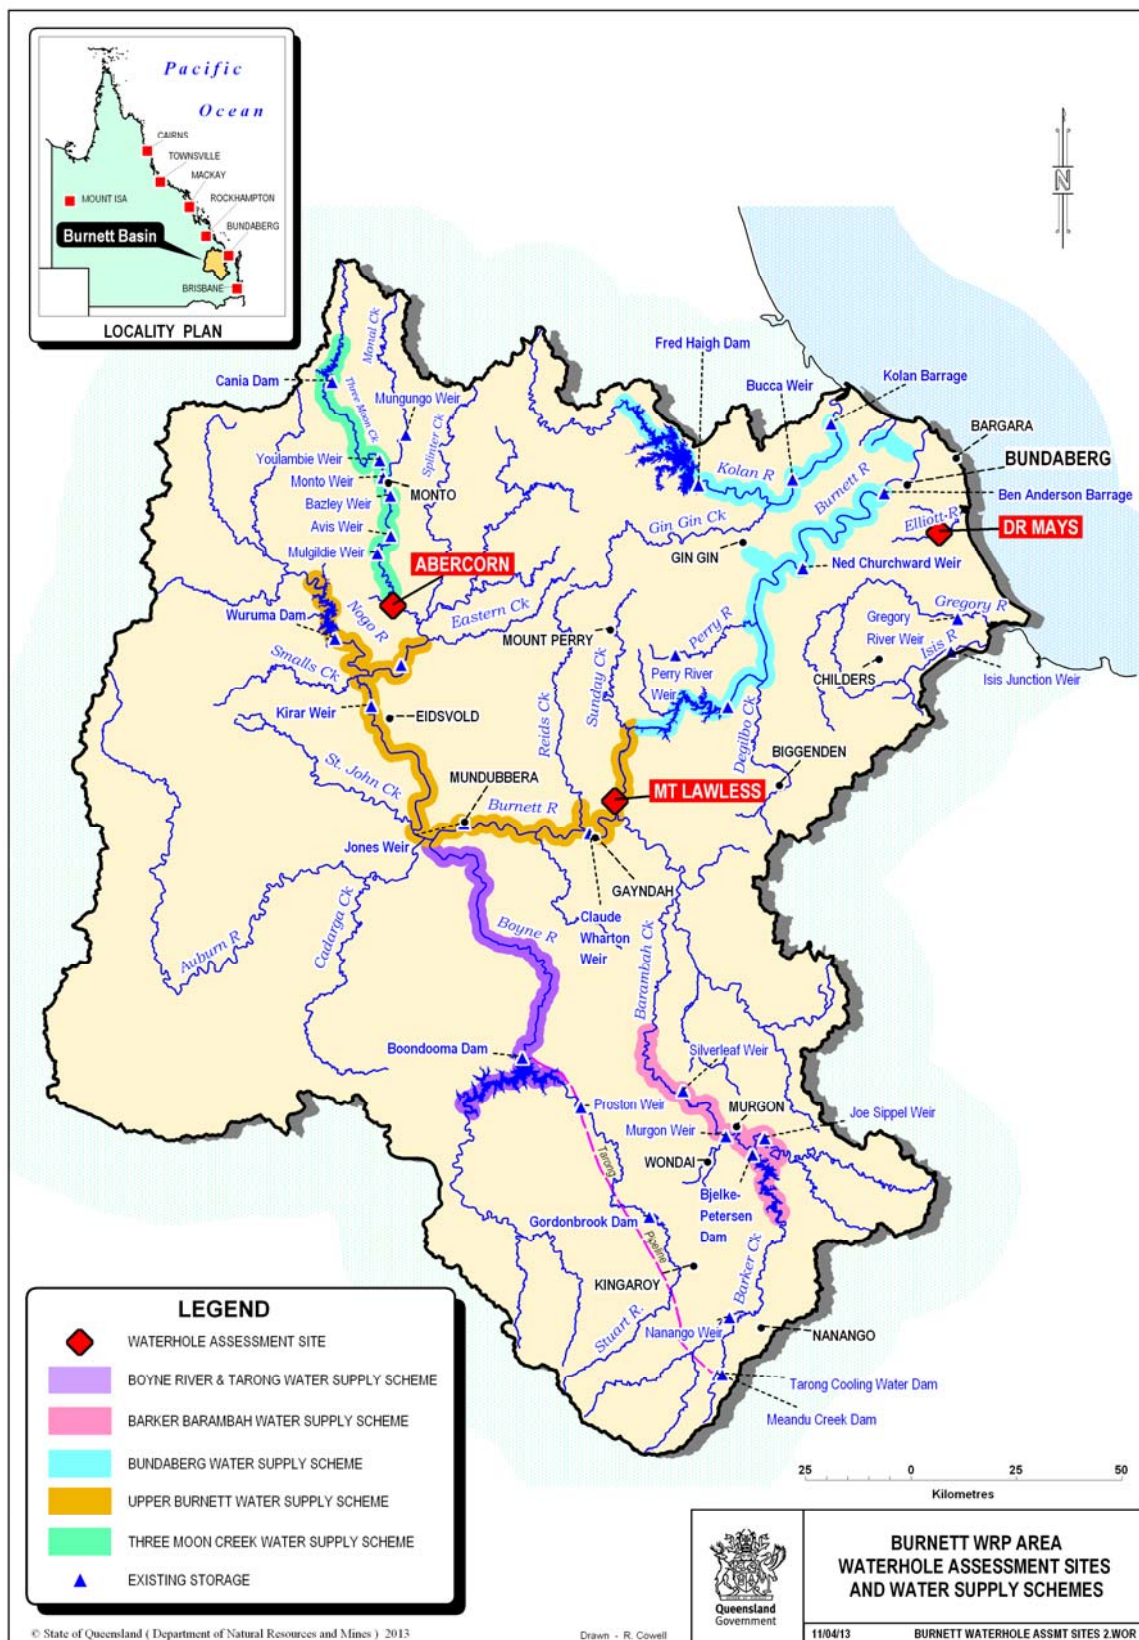 Pacific
Ocean
CAIRNS
TOWNSVILLE
MACKAY
MOUNT ISA
ROCKHAMPTON
BUNDABERG
Burnett Basin
BRISBANE
LOCALITY PLAN
N
Monal Ck
Fred Haigh Dam
Bucca Weir
Kolan Barrage
Cania Dam
Three Moon Ck
Mungungo Weir
Splinter Ck
BARGARA
Youlambie Weir
Kolan R
Burnett R
BUNDABERG
Monto Weir
MONTO
Ben Anderson Barrage
Bazley Weir
Gin Gin Ck
Elliott R
DR MAYS
Avis Weir
GIN GIN
Mulgildie Weir
ABERCORN
Ned Churchward Weir
Wuruma Dam
Nogo R
Eastern Ck
Gregory R
Gregory
River Weir
MOUNT PERRY
Perry R
Isis R
Smalls Ck
Sunday Ck
Perry River
Weir
CHILDERS
Isis Junction Weir
Kirar Weir
EIDSVOLD
Reids Ck
Degilbo Ck
BIGGENDEN
St. John Ck
MUNDUBBERA
MT LAWLESS
Burnett R
Jones Weir
GAYNDAH
Claude
Wharton
Weir
Auburn R
Cadarga Ck
Boyne R
Barambah Ck
Boondooma Dam
Silverleaf Weir
Proston Weir
MURGON
Joe Sippel Weir
Murgon Weir
Tarong
WONDAI
Bjelke-
Petersen
Dam
Gordonbrook Dam
Pipeline
Barker Ck
KINGAROY
Stuart R.
Nanango Weir
NANANGO
Tarong Cooling Water Dam
Meandu Creek Dam
LEGEND
WATERHOLE ASSESSMENT SITE
BOYNE RIVER & TARONG WATER SUPPLY SCHEME
BARKER BARAMBAH WATER SUPPLY SCHEME
BUNDABERG WATER SUPPLY SCHEME
UPPER BURNETT WATER SUPPLY SCHEME
THREE MOON CREEK WATER SUPPLY SCHEME
EXISTING STORAGE
25 0 25 50
Kilometres
Queensland
Government
BURNETT WRP AREA
WATERHOLE ASSESSMENT SITES
AND WATER SUPPLY SCHEMES
© State of Queensland ( Department of Natural Resources and Mines ) 2013
Drawn - R. Cowell
11/04/13
BURNETT WATERHOLE ASSMT SITES 2.WOR